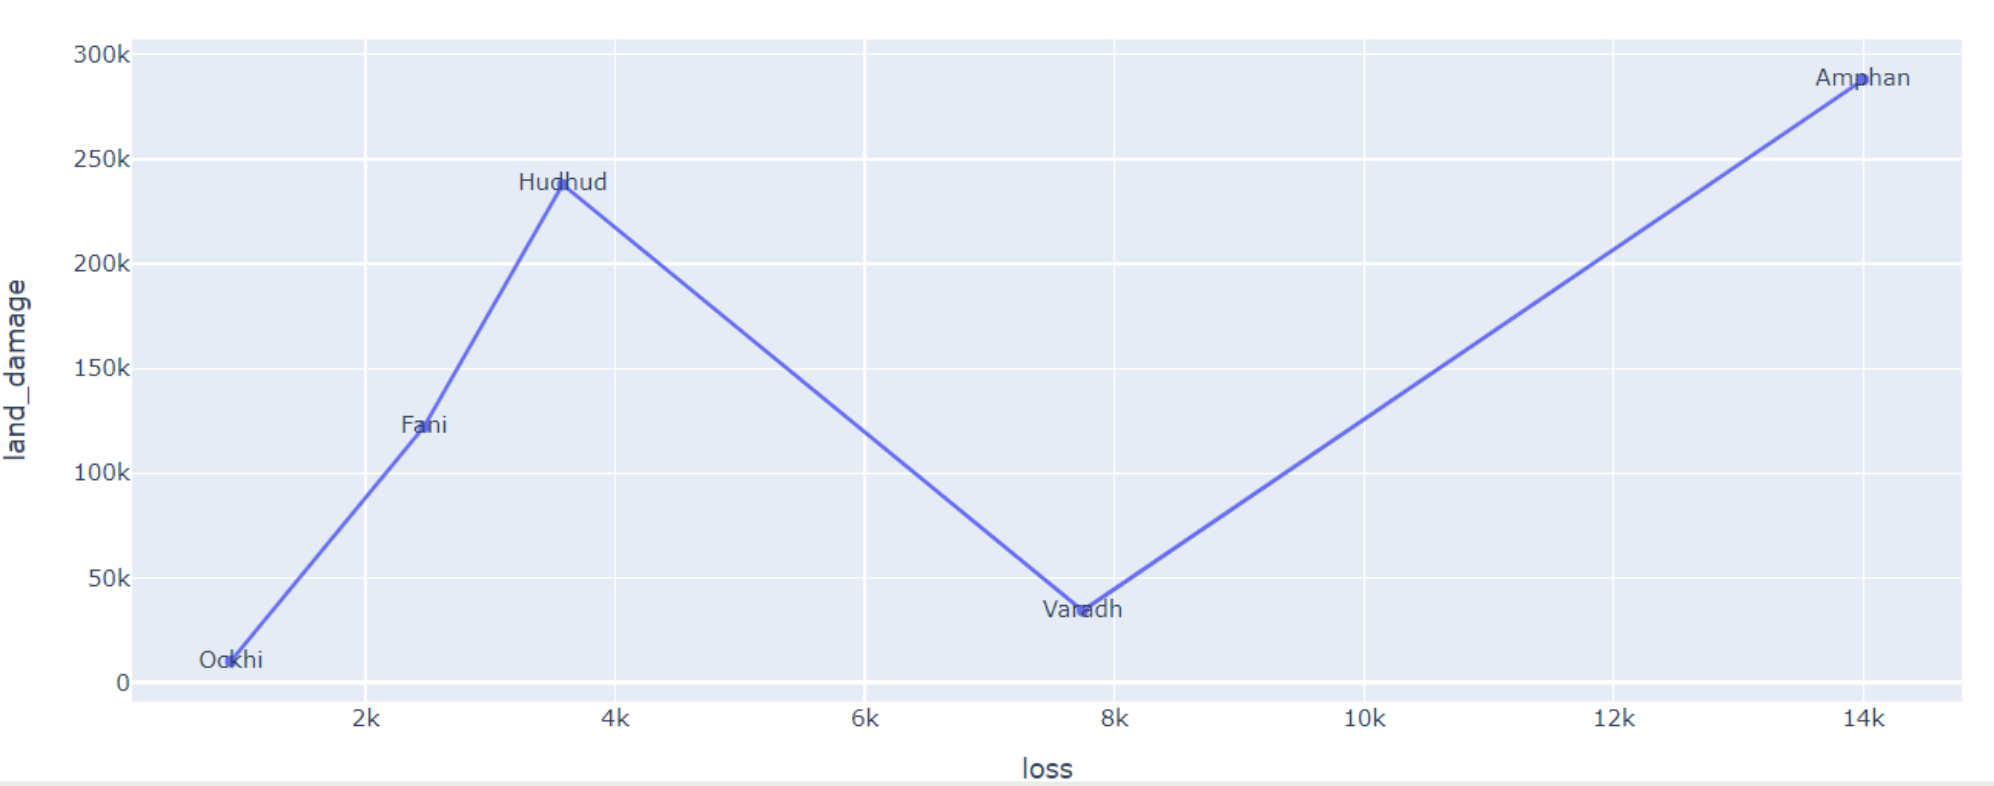 300k
Amphan
250k
Hudhud
200k
land_damage
150k
Fani
100k
50k
Varadh
Ockhi
0
2k 4k 6k 8k 10k 12k 14k
loss